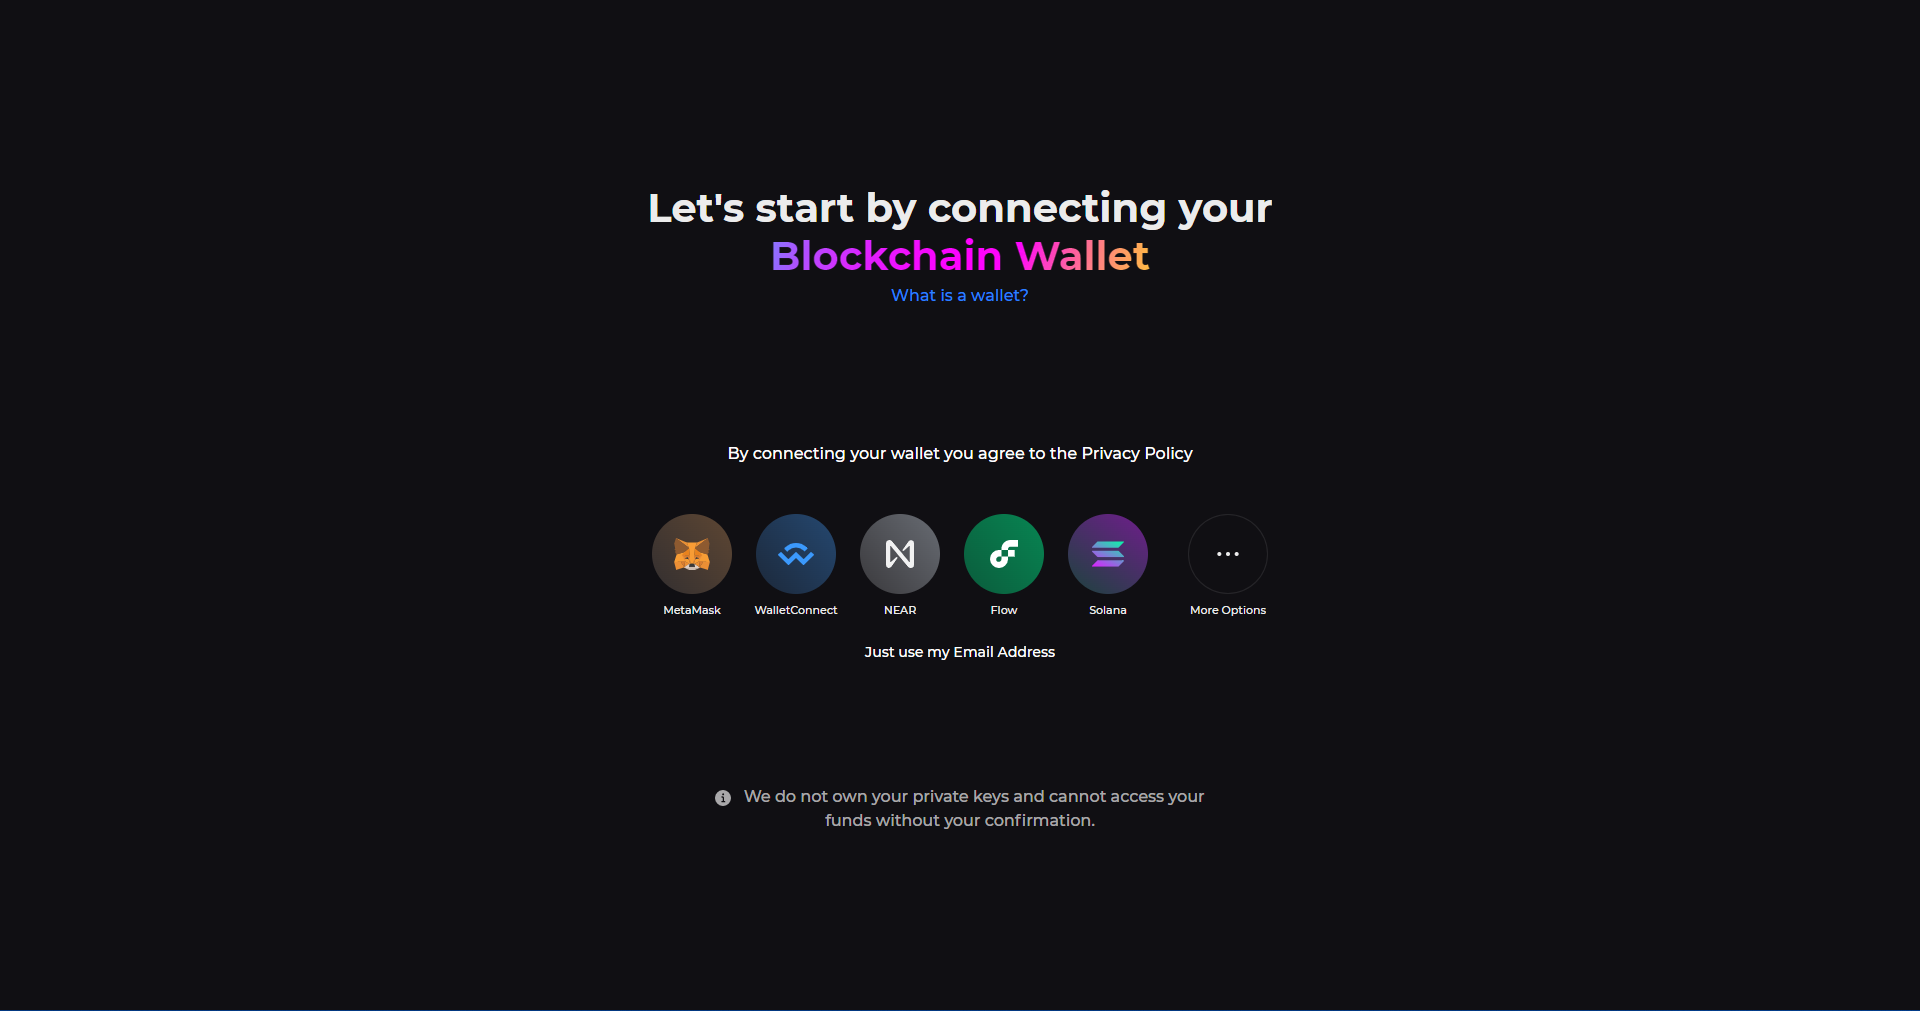 Let's start by connecting your
Blockchain Wallet
What is a wallet?
By connecting your wallet you agree to the Privacy Policy
MetaMask
WalletConnect
NEAR
Flow
Solana
More Options
Just use my Email Address
We do not own your private keys and cannot access your
funds without your confirmation.